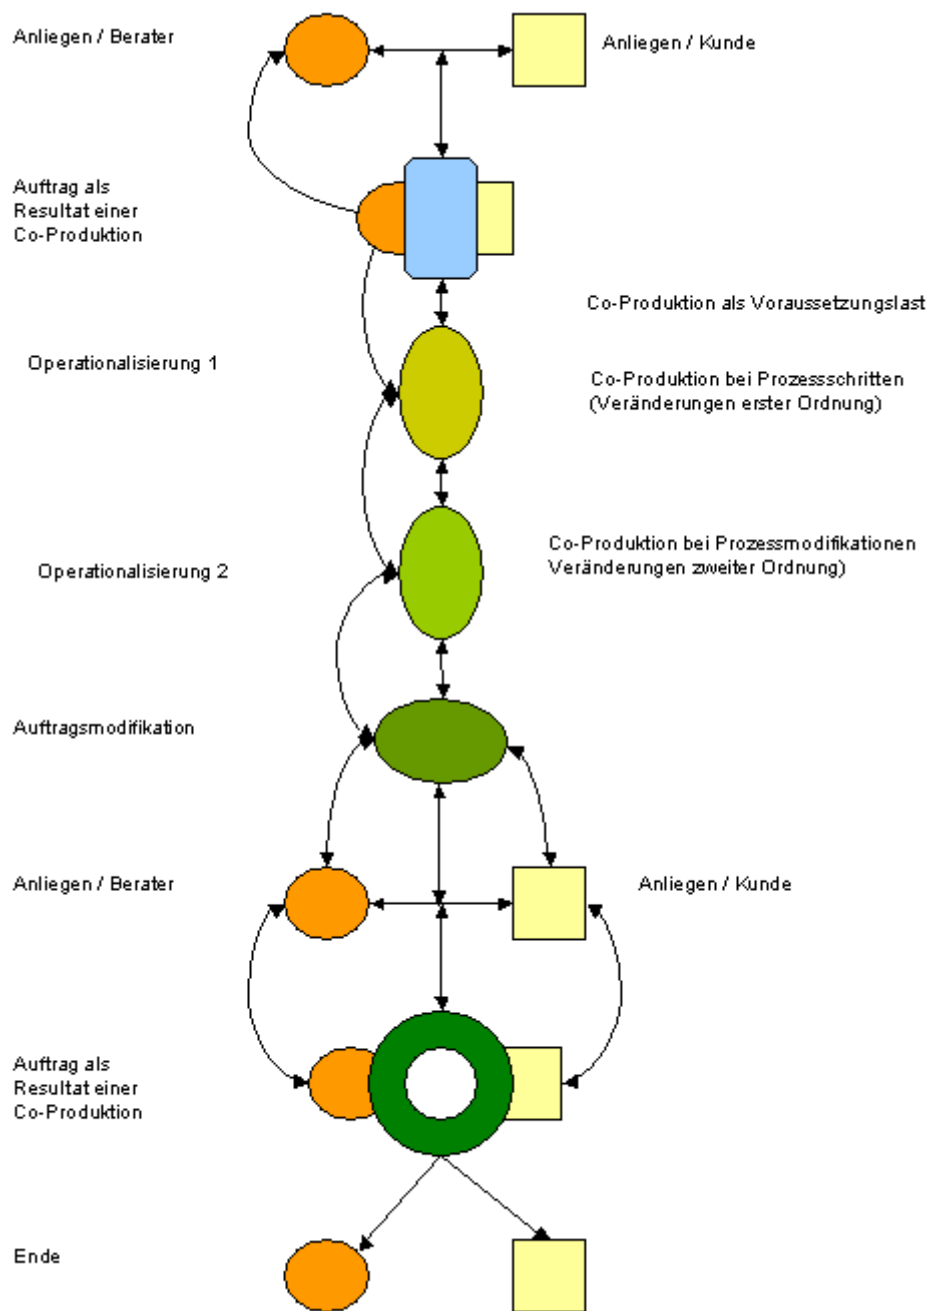 Anliegen / Berater
Anliegen / Kunde
Auftrag als
Resultat einer
Co-Produktion
Co-Produktion als Voraussetzungslast
Operationalisierung 1
Co-Produktion bei Prozessschritten
(Veränderungen erster Ordnung)
Operationalisierung 2
Co-Produktion bei Prozessmodifikationen
Veränderungen zweiter Ordnung)
Auftragsmodifikation
Anliegen / Berater
Anliegen / Kunde
Auftrag als
Resultat einer
Co-Produktion
Ende